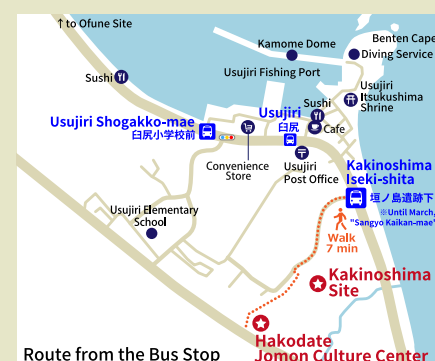 ↑ to Ofune Site
Benten Cape
Kamome Dome
Diving Service
Sushi
Usujiri Fishing Port
Usujiri
Itsukushima
Shrine
Usujiri Shogakko-mae
臼尻小学校前
Usujiri
臼尻
Sushi
Cafe
Convenience
Store
Usujiri
Post Office
Kakinoshima
Iseki-shita
垣ノ島遺跡下
※Until March,
"Sangyo Kaikan-mae"
Usujiri Elementary
School
Walk
7 min
Kakinoshima
Site
Hakodate
Jomon Culture Center
Route from the Bus Stop